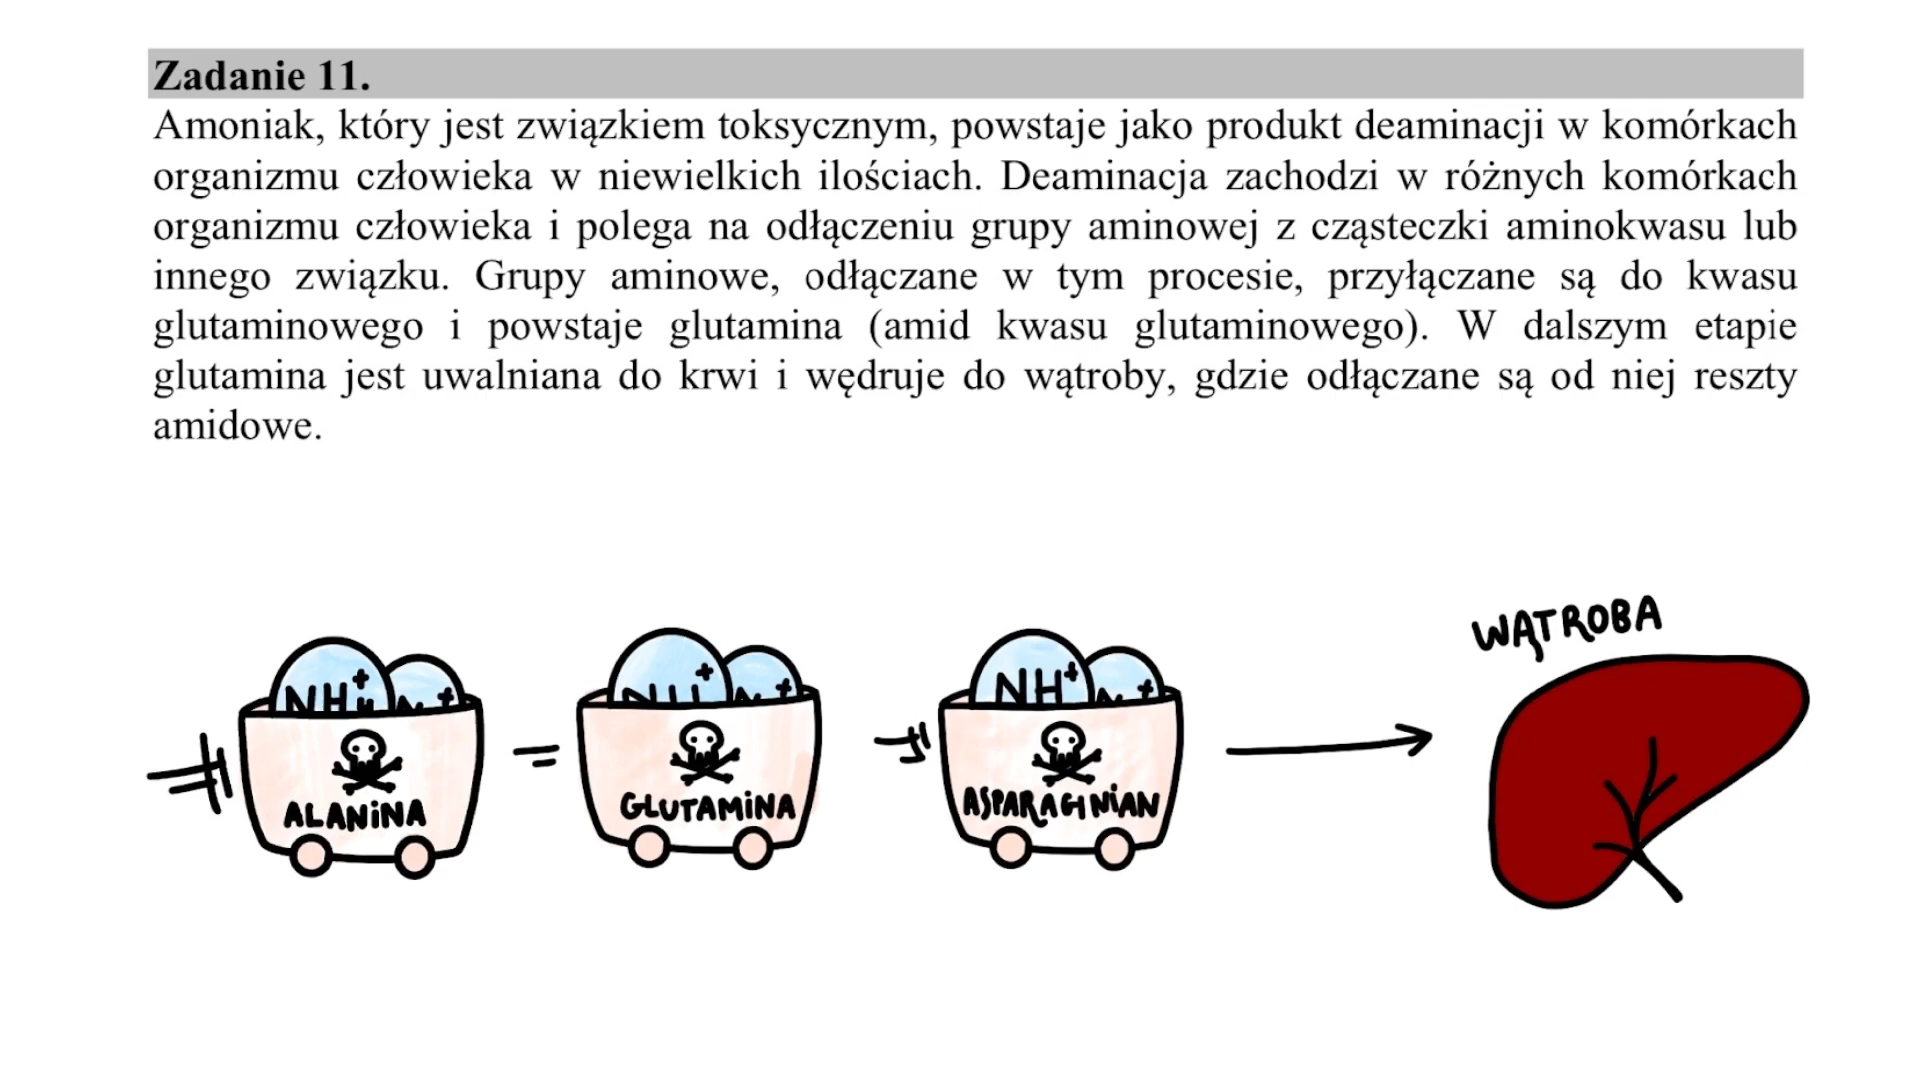 Zadanie 11.
Amoniak, który jest związkiem toksycznym, powstaje jako produkt deaminacji w komórkach
organizmu człowieka w niewielkich ilościach. Deaminacja zachodzi w różnych komórkach
organizmu człowieka i polega na odłączeniu grupy aminowej z cząsteczki aminokwasu lub
innego związku. Grupy aminowe, odłączane w tym procesie, przyłączane są do kwasu
glutaminowego i powstaje glutamina (amid kwasu glutaminowego). W dalszym etapie
glutamina jest uwalniana do krwi i wędruje do wątroby, gdzie odłączane są od niej reszty
amidowe.
WĄTROBA
NH4+
NH+
ALANiNA
GLUTAMiNA
ASPARAGiNiAN